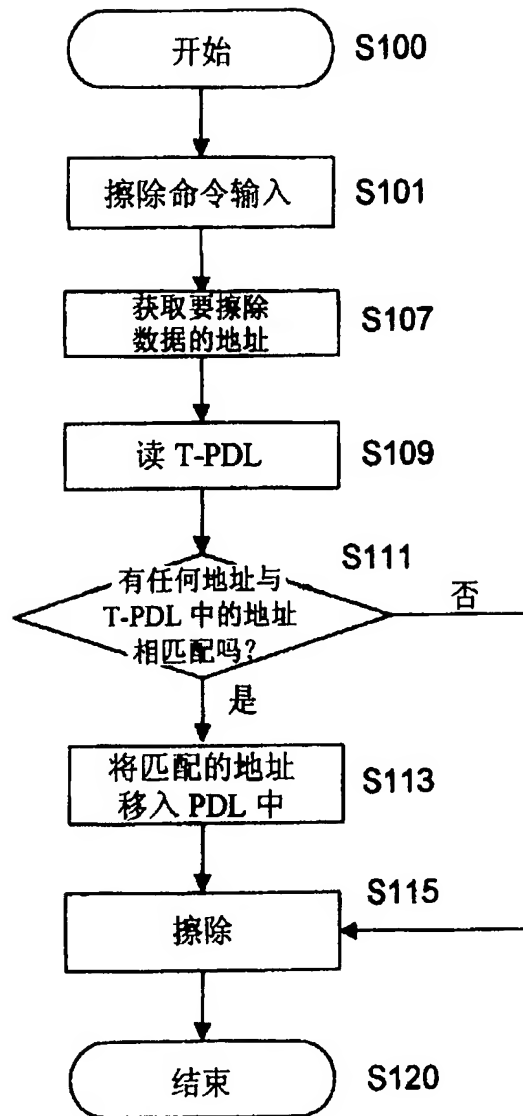 开始 S100
擦除命令输入 S101
获取要擦除
数据的地址 S107
读 T-PDL S109
S111
有任何地址与
T-PDL 中的地址
相匹配吗?
否
是
将匹配的地址
移入 PDL 中 S113
S115
擦除
结束 S120